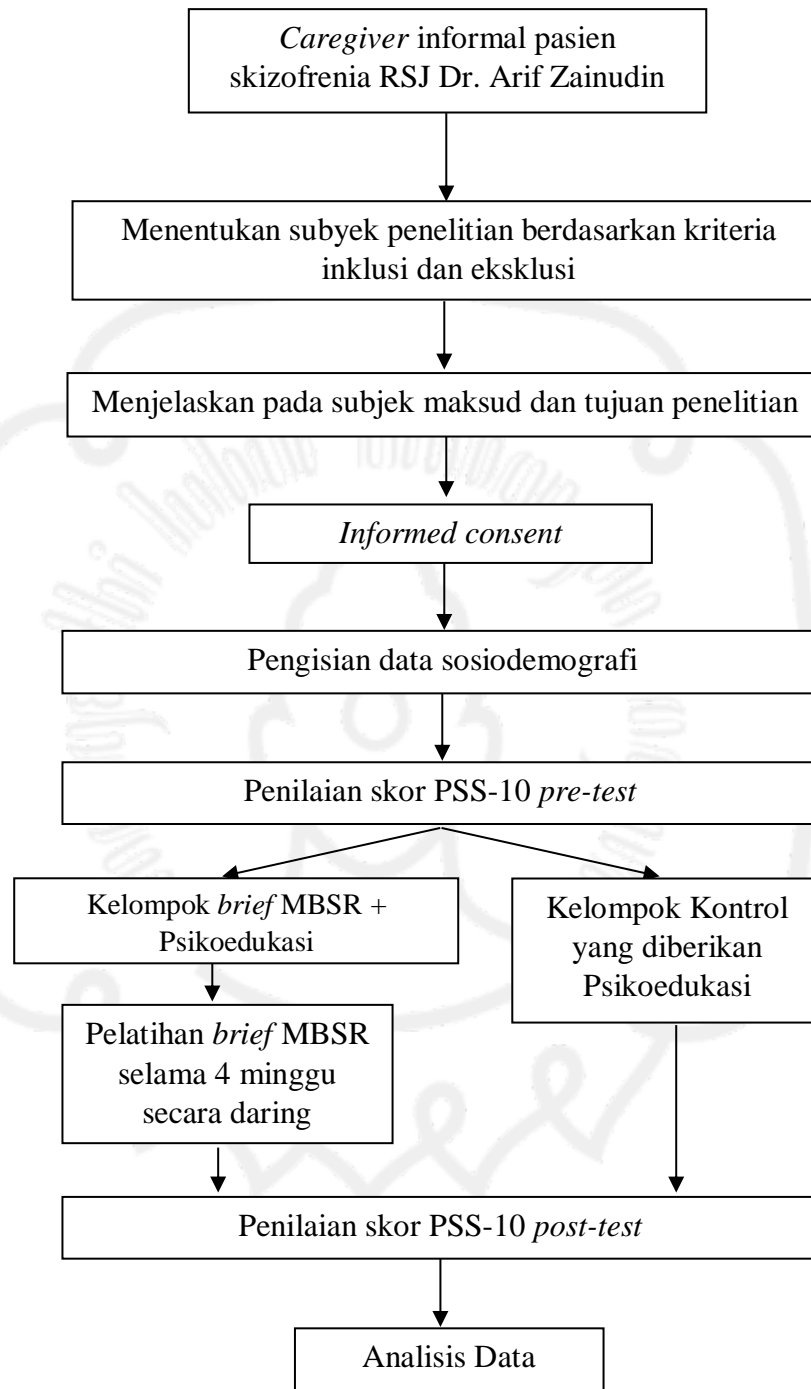 Caregiver informal pasien
skizofrenia RSJ Dr. Arif Zainudin
Menentukan subyek penelitian berdasarkan kriteria
inklusi dan eksklusi
Menjelaskan pada subjek maksud dan tujuan penelitian
Informed consent
Pengisian data sosiodemografi
Penilaian skor PSS-10 pre-test
Kelompok brief MBSR +
Psikoedukasi
Kelompok Kontrol
yang diberikan
Psikoedukasi
Pelatihan brief MBSR
selama 4 minggu
secara daring
Penilaian skor PSS-10 post-test
Analisis Data